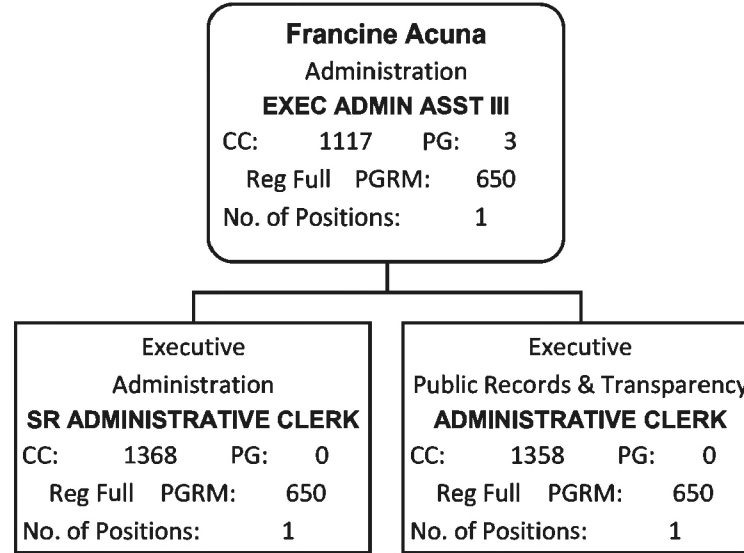 Francine Acuna
Administration
EXEC ADMIN ASST III
CC: 1117 PG: 3
Reg Full PGRM: 650
No. of Positions: 1
Executive
Administration
SR ADMINISTRATIVE CLERK
CC: 1368 PG: 0
Reg Full PGRM: 650
No. of Positions: 1
Executive
Public Records & Transparency
ADMINISTRATIVE CLERK
CC: 1358 PG: 0
Reg Full PGRM: 650
No. of Positions: 1